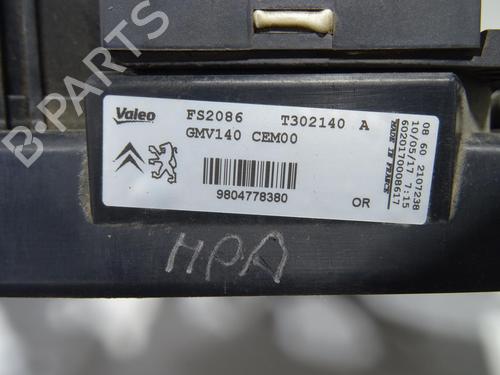 B-PARTS
Valeo FS2086 T302140 A
GMV140 CEM00
9804778380
OR
08 60 2107238
10/05/17 7:15
6020170008617
MADE IN FRANCE
HPA